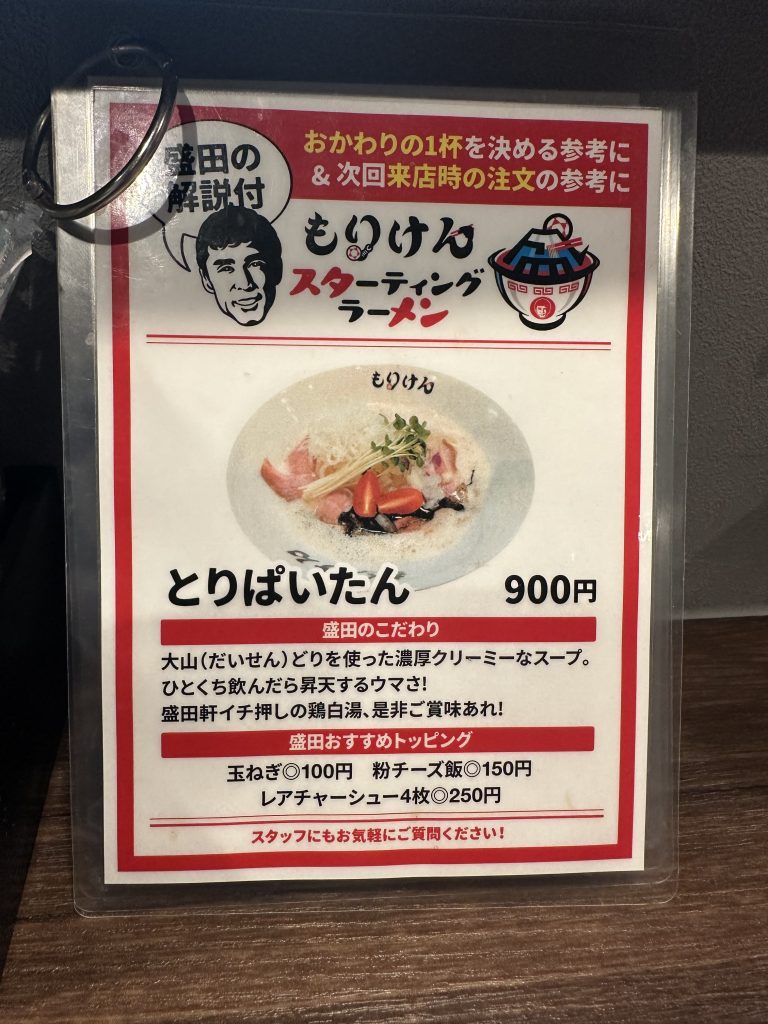 盛田の
解説付
おかわりの1杯を決める参考に
& 次回来店時の注文の参考に
もりけん
スターティング
ラーメン
もりけん
とりぱいたん 900円
盛田のこだわり
大山(だいせん)どりを使った濃厚クリーミーなスープ。
ひとくち飲んだら昇天するウマさ!
盛田軒イチ押しの鶏白湯、是非ご賞味あれ!
盛田おすすめトッピング
玉ねぎ◎100円 粉チーズ飯◎150円
レアチャーシュー4枚◎250円
スタッフにもお気軽にご質問ください!